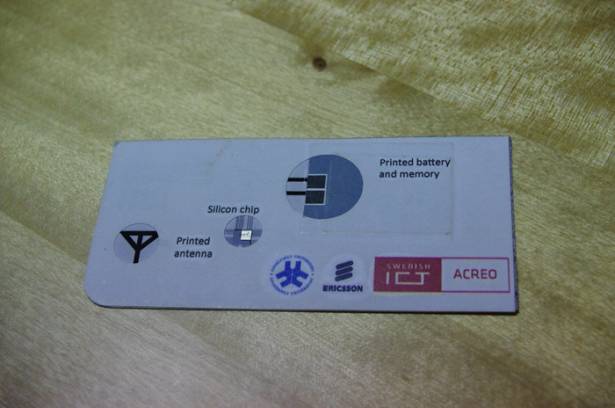 Printed battery
and memory
Silicon chip
Printed
antenna
ERICSSON
SWEDISH
ICT
ACREO